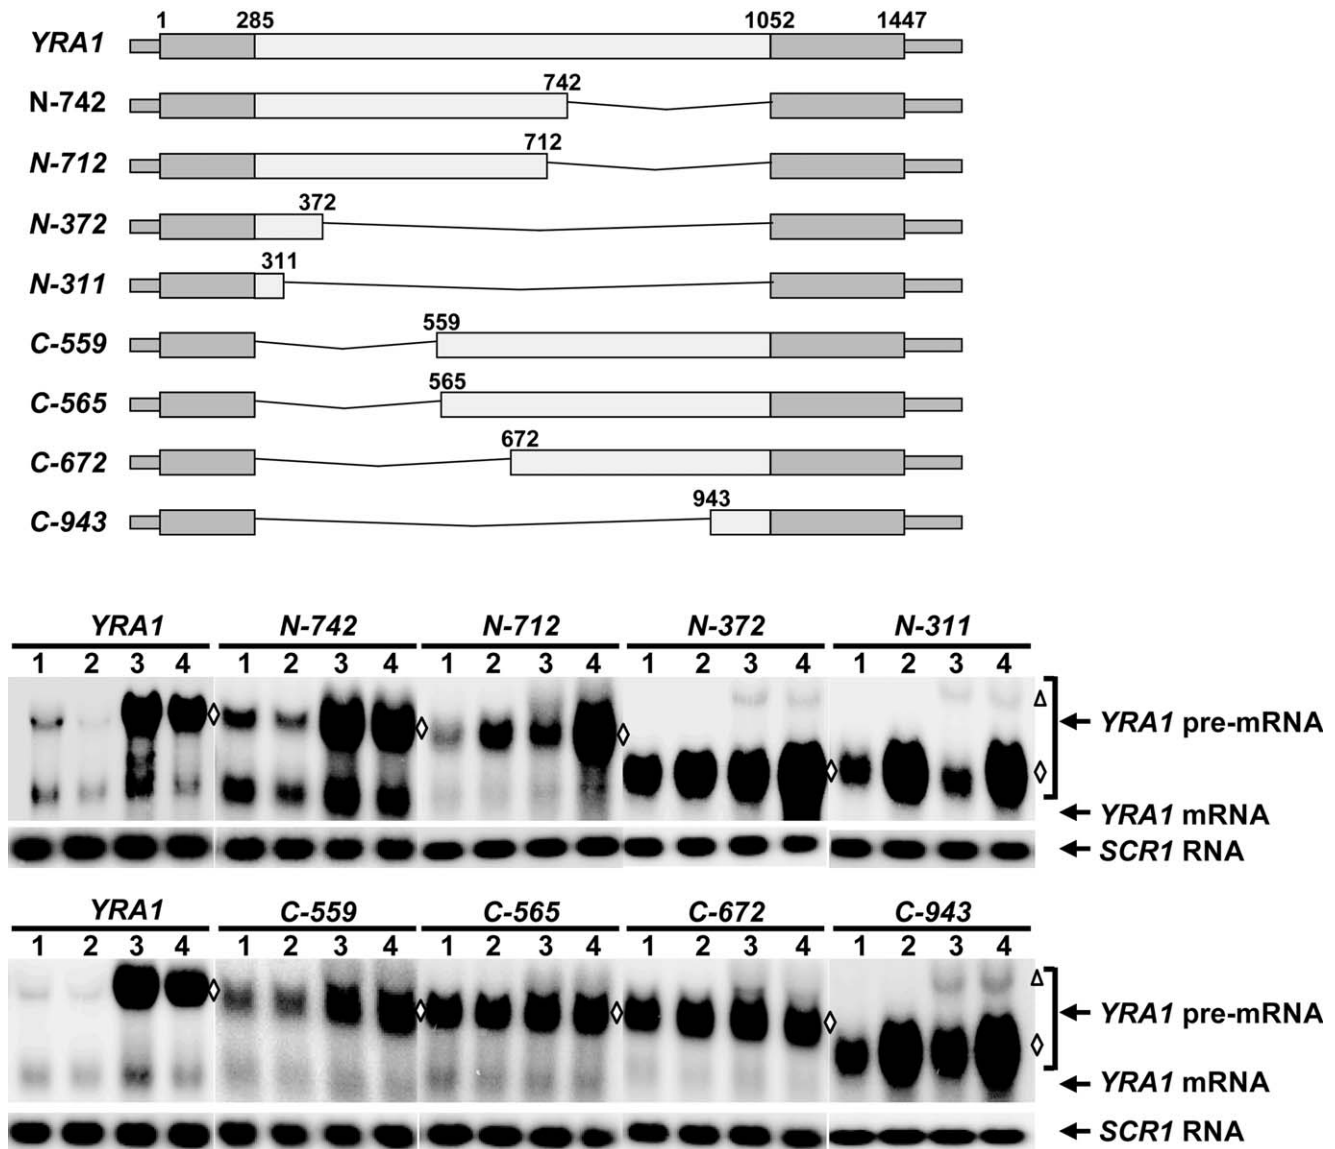 1 285 1052 1447
YRA1
742
N-742
712
N-712
372
N-372
311
N-311
559
C-559
565
C-565
672
C-672
943
C-943
YRA1 N-742 N-712 N-372 N-311
1 2 3 4 1 2 3 4 1 2 3 4 1 2 3 4 1 2 3 4
Δ
YRA1 pre-mRNA
YRA1 mRNA
SCR1 RNA
YRA1 C-559 C-565 C-672 C-943
1 2 3 4 1 2 3 4 1 2 3 4 1 2 3 4 1 2 3 4
Δ
YRA1 pre-mRNA
YRA1 mRNA
SCR1 RNA